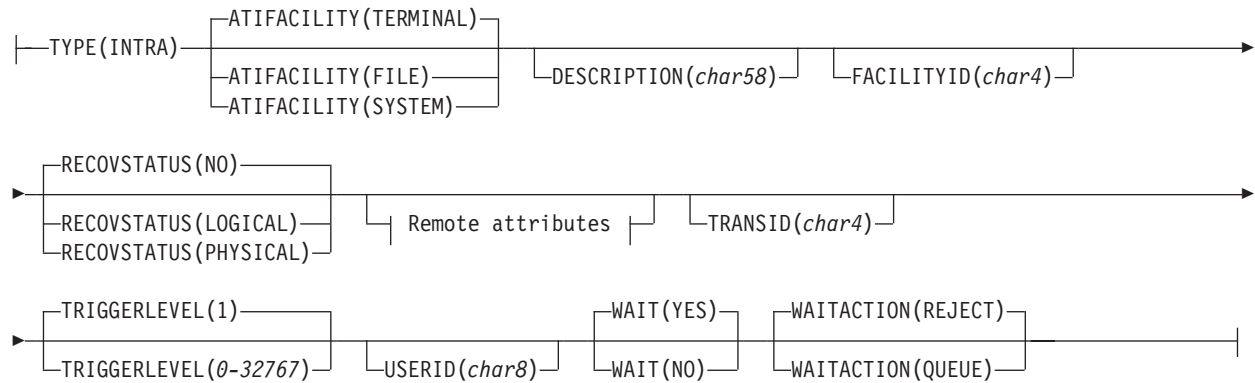 ATIFACILITY(TERMINAL)
TYPE(INTRA)
ATIFACILITY(FILE)
ATIFACILITY(SYSTEM)
DESCRIPTION(char58)
FACILITYID(char4)
RECOVSTATUS(NO)
RECOVSTATUS(LOGICAL)
RECOVSTATUS(PHYSICAL)
Remote attributes
TRANSID(char4)
TRIGGERLEVEL(1)
TRIGGERLEVEL(0-32767)
USERID(char8)
WAIT(YES)
WAIT(NO)
WAITACTION(REJECT)
WAITACTION(QUEUE)